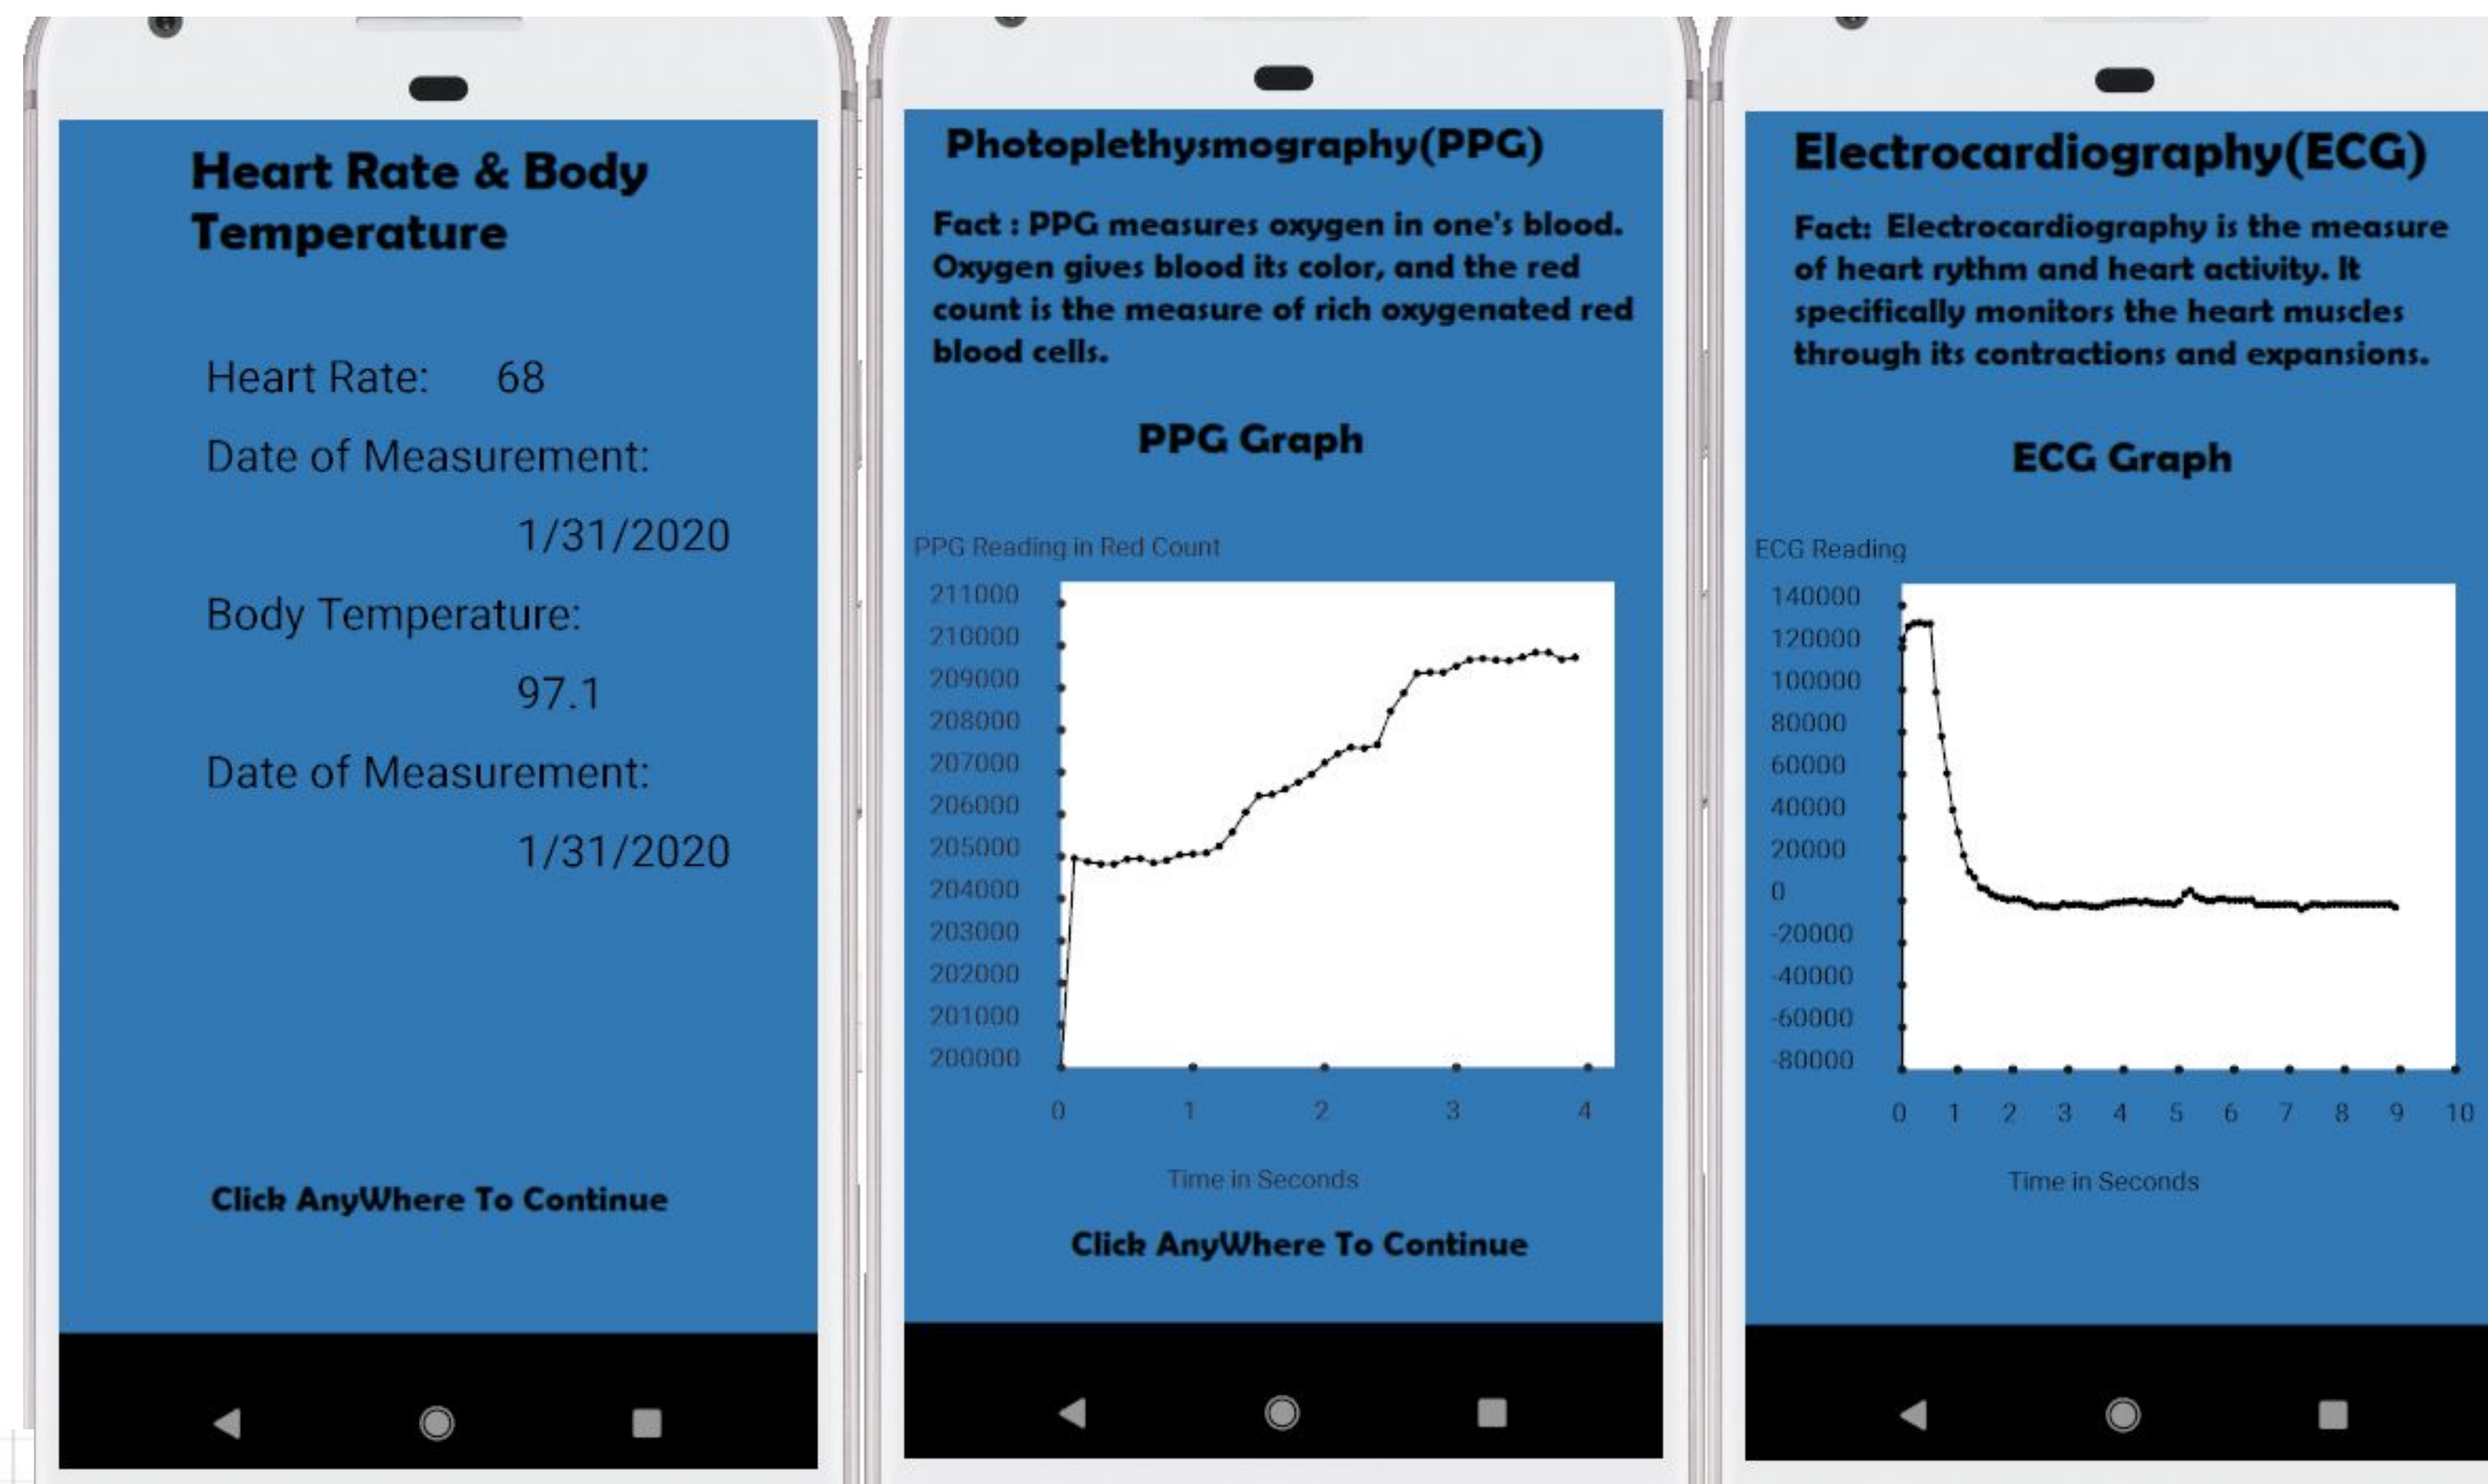 Heart Rate & Body
Temperature
Heart Rate: 68
Date of Measurement:
1/31/2020
Body Temperature:
97.1
Date of Measurement:
1/31/2020
Click AnyWhere To Continue
Photoplethysmography(PPG)
Fact : PPG measures oxygen in one's blood.
Oxygen gives blood its color, and the red
count is the measure of rich oxygenated red
blood cells.
PPG Graph
PPG Reading in Red Count
211000
210000
209000
208000
207000
206000
205000
204000
203000
202000
201000
200000
0 1 2 3 4
Time in Seconds
Click AnyWhere To Continue
Electrocardiography(ECG)
Fact: Electrocardiography is the measure
of heart rythm and heart activity. It
specifically monitors the heart muscles
through its contractions and expansions.
ECG Graph
ECG Reading
140000
120000
100000
80000
60000
40000
20000
0
-20000
-40000
-60000
-80000
0 1 2 3 4 5 6 7 8 9 10
Time in Seconds